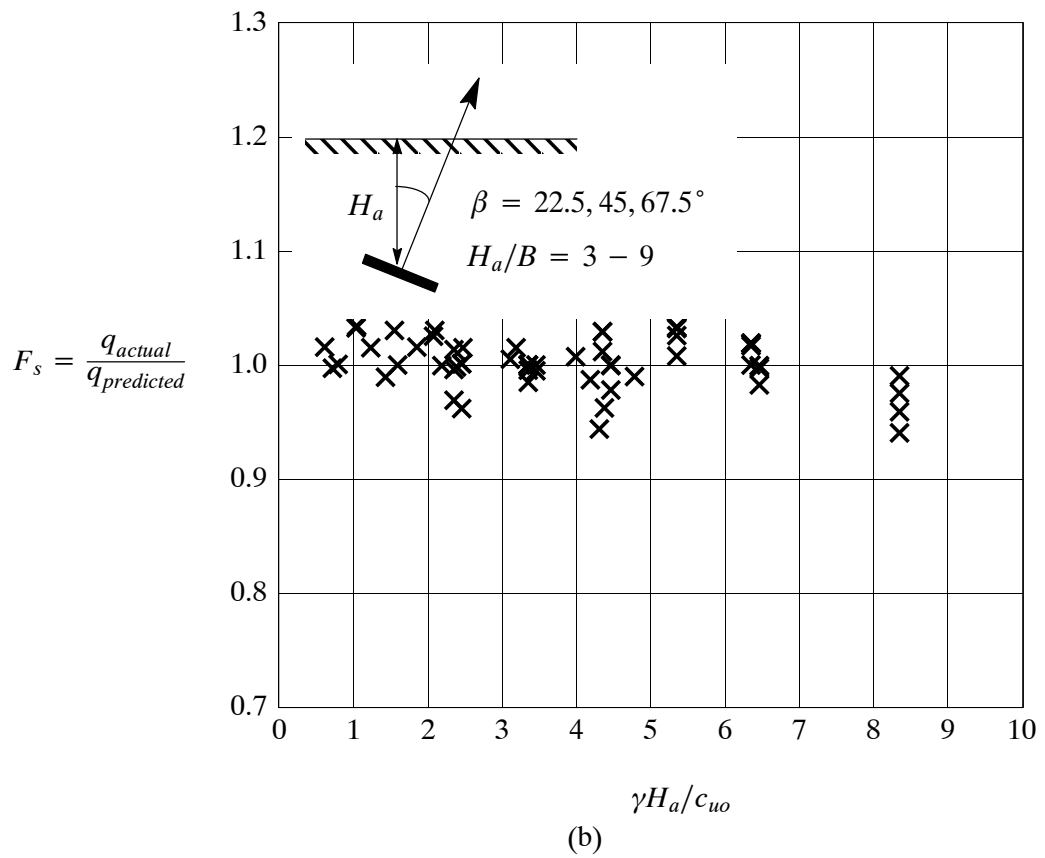 1.3
1.2
H_a
β = 22.5, 45, 67.5°
1.1
H_a/B = 3 − 9
F_s = q_actual / q_predicted
1.0
0.9
0.8
0.7
0 1 2 3 4 5 6 7 8 9 10
γH_a/c_uo
(b)